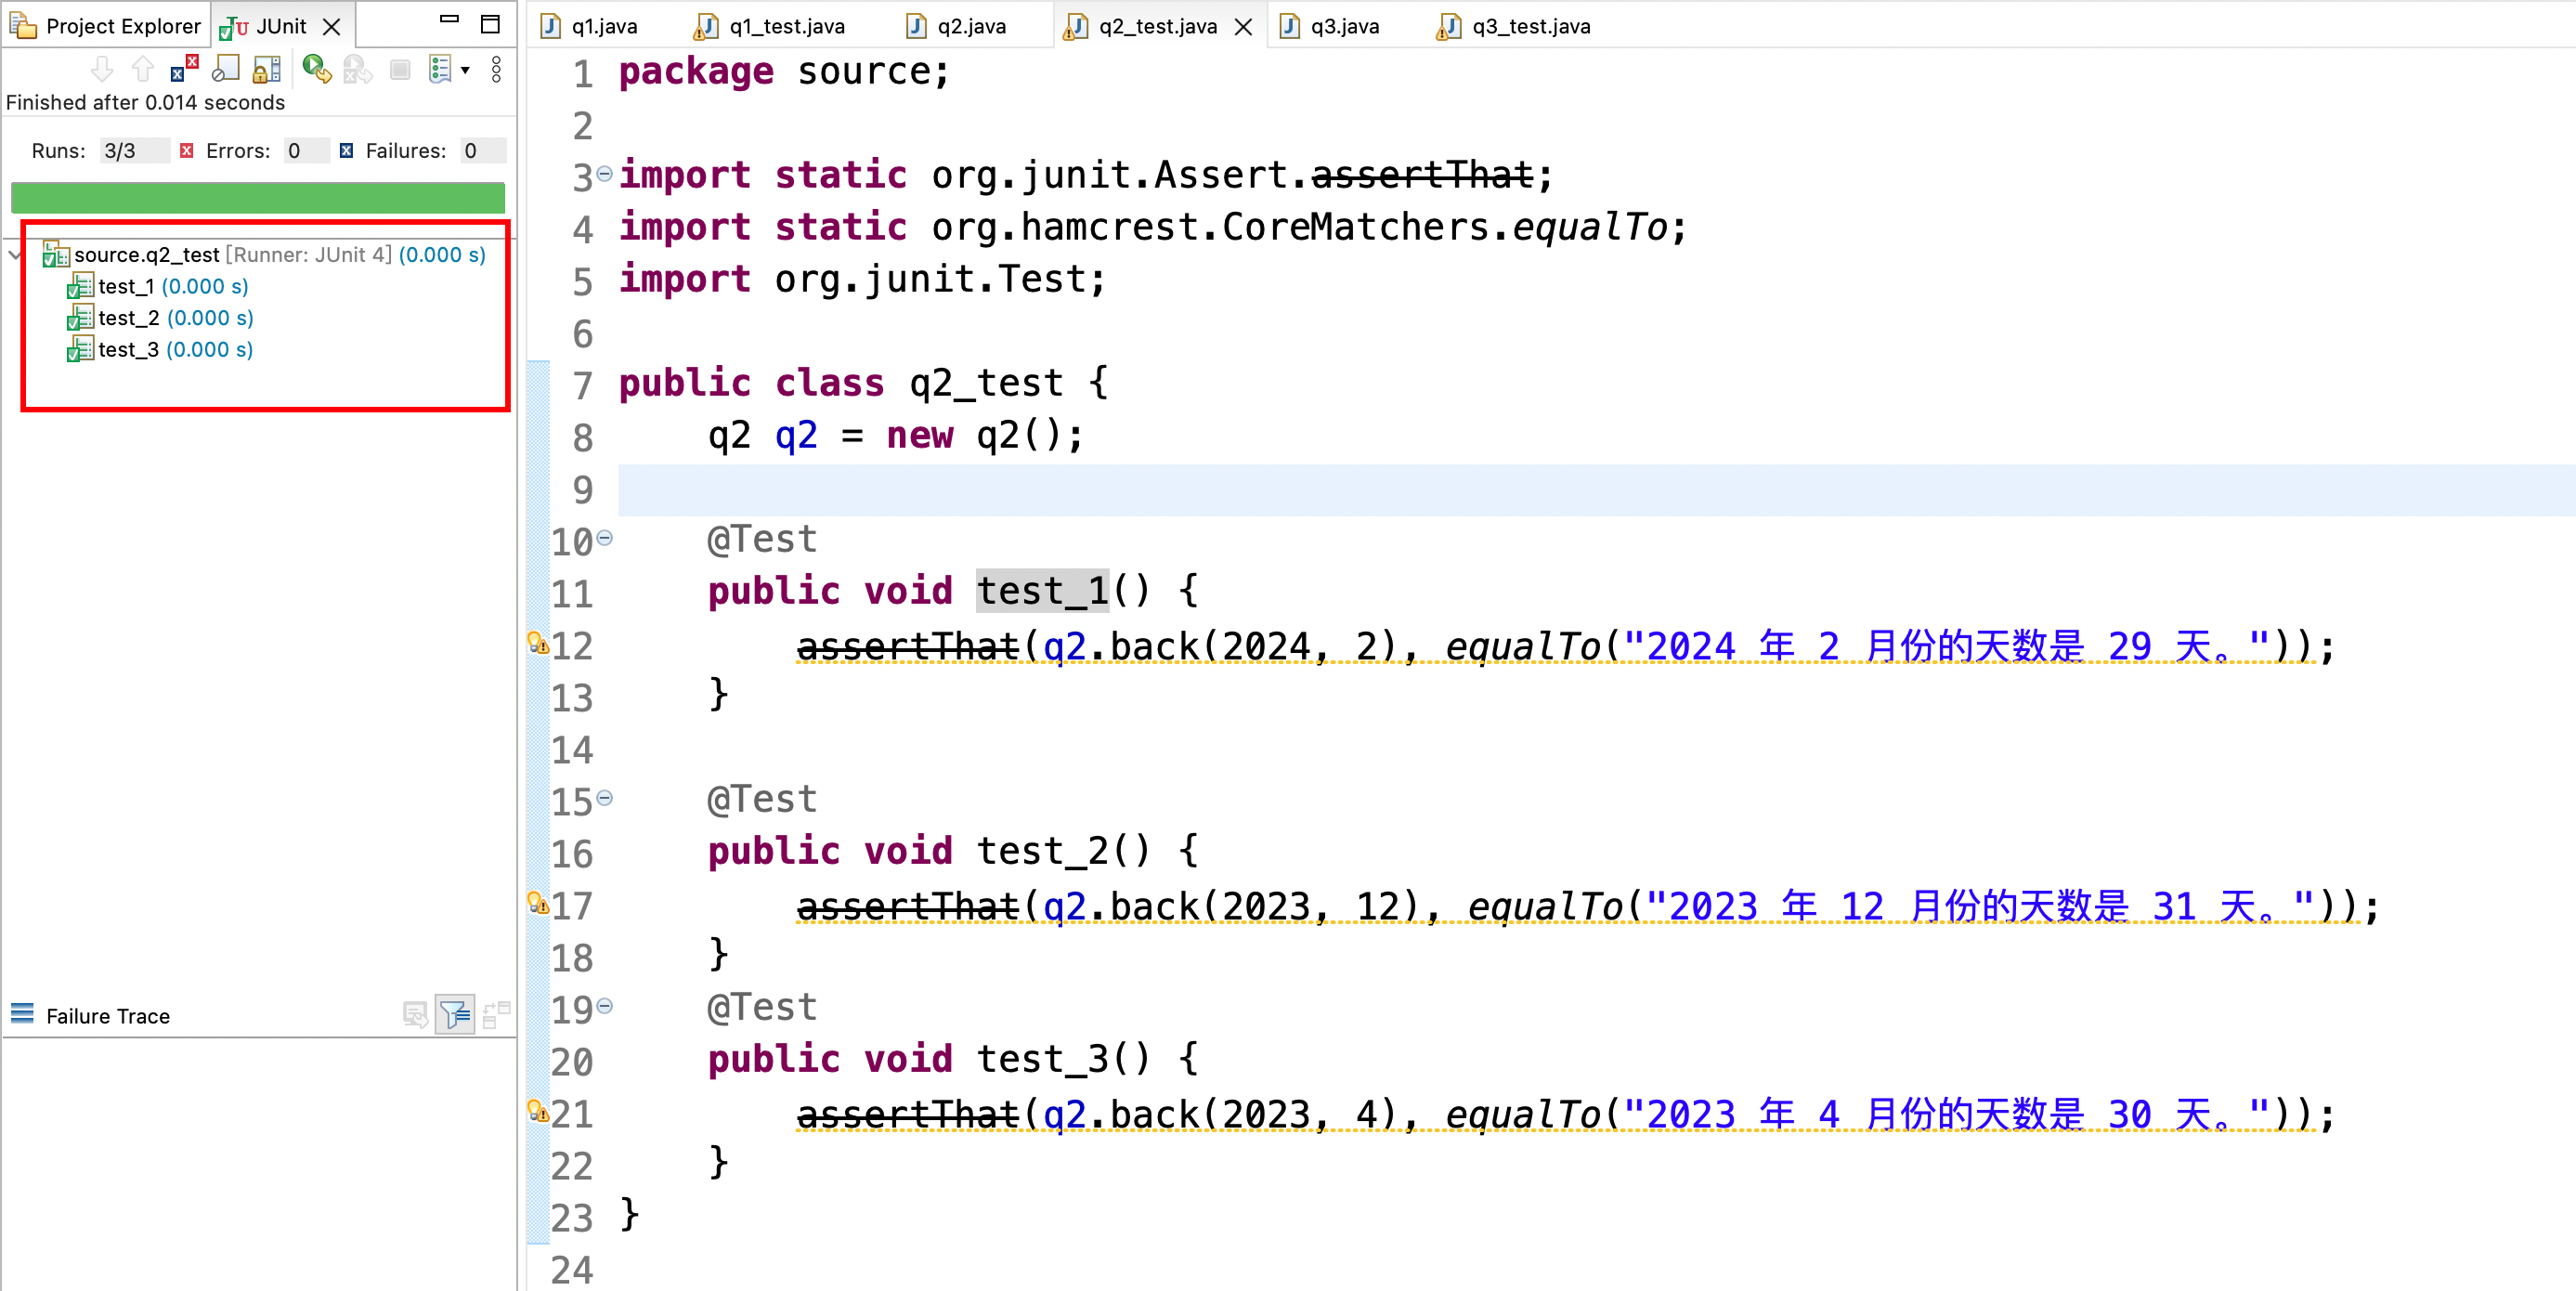 Project Explorer
JUnit
Finished after 0.014 seconds
Runs: 3/3 Errors: 0 Failures: 0
source.q2_test [Runner: JUnit 4] (0.000 s)
test_1 (0.000 s)
test_2 (0.000 s)
test_3 (0.000 s)
Failure Trace
q1.java q1_test.java q2.java q2_test.java q3.java q3_test.java
1 package source;
2
3 import static org.junit.Assert.assertThat;
4 import static org.hamcrest.CoreMatchers.equalTo;
5 import org.junit.Test;
6
7 public class q2_test {
8 q2 q2 = new q2();
9
10 @Test
11 public void test_1() {
12 assertThat(q2.back(2024, 2), equalTo("2024 年 2 月份的天数是 29 天。"));
13 }
14
15 @Test
16 public void test_2() {
17 assertThat(q2.back(2023, 12), equalTo("2023 年 12 月份的天数是 31 天。"));
18 }
19 @Test
20 public void test_3() {
21 assertThat(q2.back(2023, 4), equalTo("2023 年 4 月份的天数是 30 天。"));
22 }
23 }
24